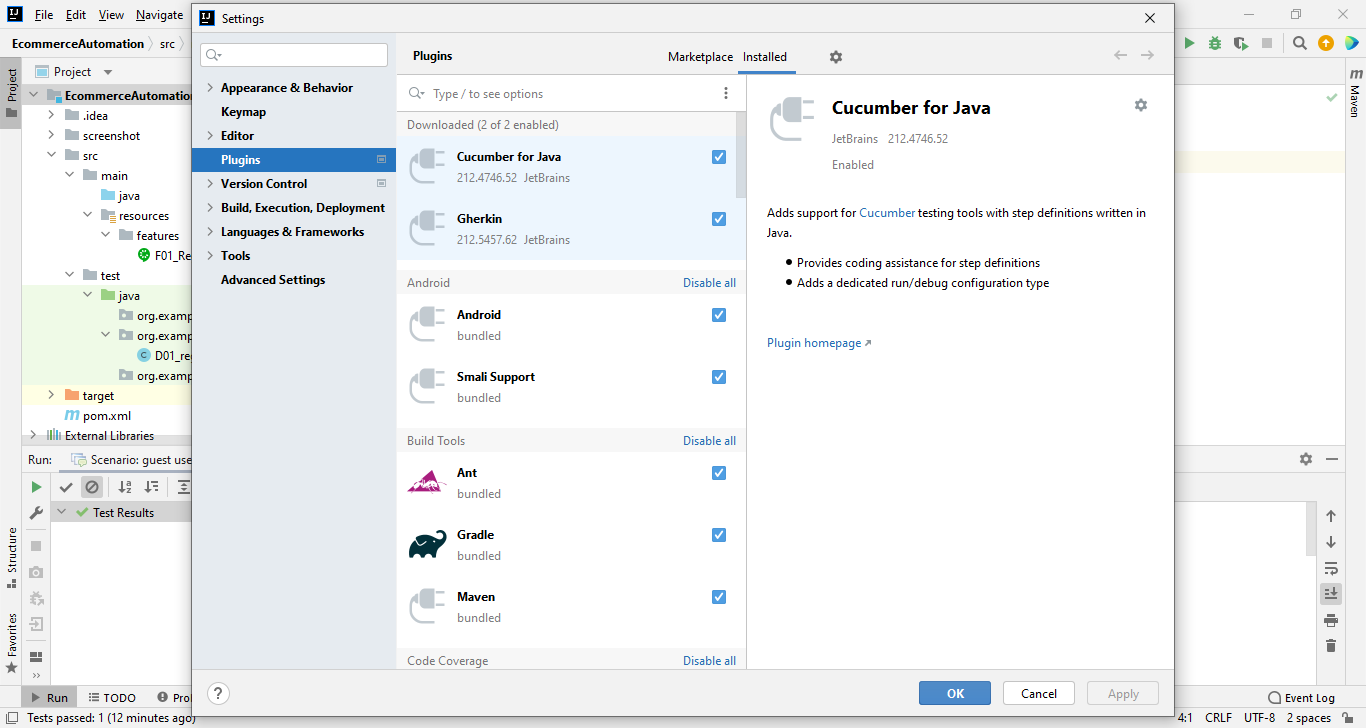 File Edit View Navigate
Settings
EcommerceAutomation src
Project
EcommerceAutomation
.idea
screenshot
src
main
java
resources
features
F01_Re
test
java
org.examp
org.examp
D01_re
org.examp
target
pom.xml
External Libraries
Project
Structure
Favorites
Appearance & Behavior
Keymap
Editor
Plugins
Version Control
Build, Execution, Deployment
Languages & Frameworks
Tools
Advanced Settings
Plugins Marketplace Installed
Type / to see options
Downloaded (2 of 2 enabled)
Cucumber for Java
212.4746.52 JetBrains
Gherkin
212.5457.62 JetBrains
Android Disable all
Android
bundled
Smali Support
bundled
Build Tools Disable all
Ant
bundled
Gradle
bundled
Maven
bundled
Code Coverage Disable all
Cucumber for Java
JetBrains 212.4746.52
Enabled
Adds support for Cucumber testing tools with step definitions written in
Java.
Provides coding assistance for step definitions
Adds a dedicated run/debug configuration type
Plugin homepage
OK Cancel Apply
?
m
Maven
Run: Scenario: guest use
Test Results
Run TODO Pro
Event Log
Tests passed: 1 (12 minutes ago)
4:1 CRLF UTF-8 2 spaces